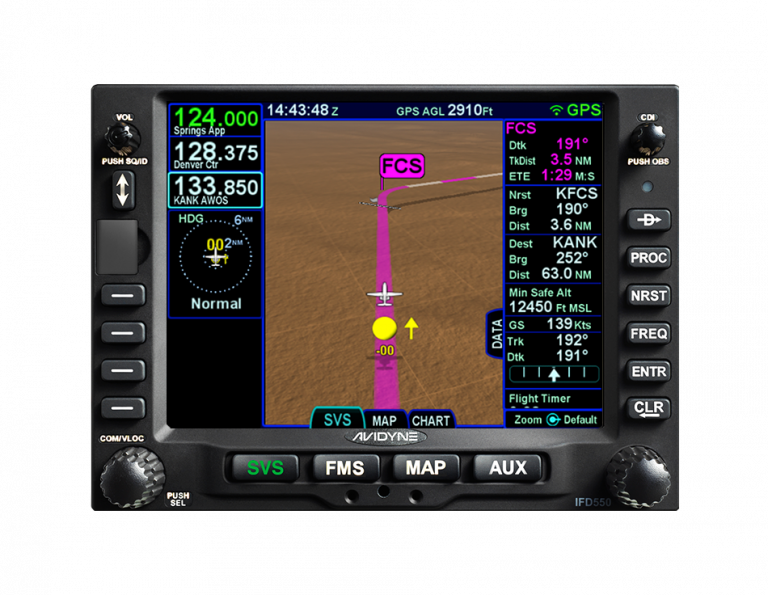 VOL
PUSH SQ/ID
124.000
Springs App
128.375
Denver Ctr
133.850
KANK AWOS
HDG 6NM
00 2NM
Normal
14:43:48 Z GPS AGL 2910Ft GPS
FCS
-00
DATA
SVS MAP CHART
FCS
Dtk 191°
TkDist 3.5 NM
ETE 1:29 M:S
Nrst KFCS
Brg 190°
Dist 3.6 NM
Dest KANK
Brg 252°
Dist 63.0 NM
Min Safe Alt
12450 Ft MSL
GS 139 Kts
Trk 192°
Dtk 191°
Flight Timer
Zoom Default
CDI
PUSH OBS
D
PROC
NRST
FREQ
ENTR
CLR
AVIDYNE
COM/VLOC
PUSH
SEL
SVS FMS MAP AUX
IFD550